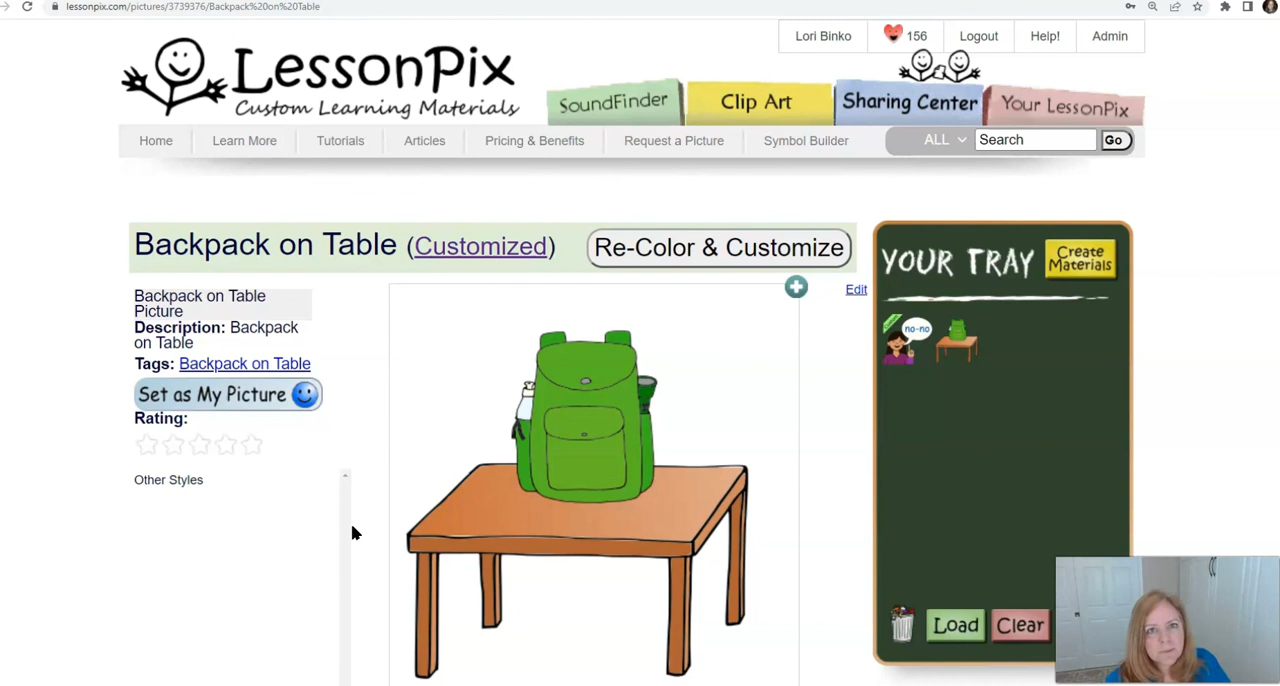 lessonpix.com/pictures/3739376/Backpack%20on%20Table
Lori Binko
156
Logout
Help!
Admin
LessonPix
Custom Learning Materials
SoundFinder
Clip Art
Sharing Center
Your LessonPix
Home
Learn More
Tutorials
Articles
Pricing & Benefits
Request a Picture
Symbol Builder
ALL
Search
Go
Backpack on Table (Customized)
Re-Color & Customize
Backpack on Table
Picture
Description: Backpack
on Table
Tags: Backpack on Table
Set as My Picture
Rating:
Other Styles
Edit
YOUR TRAY
Create
Materials
no-no
Load
Clear